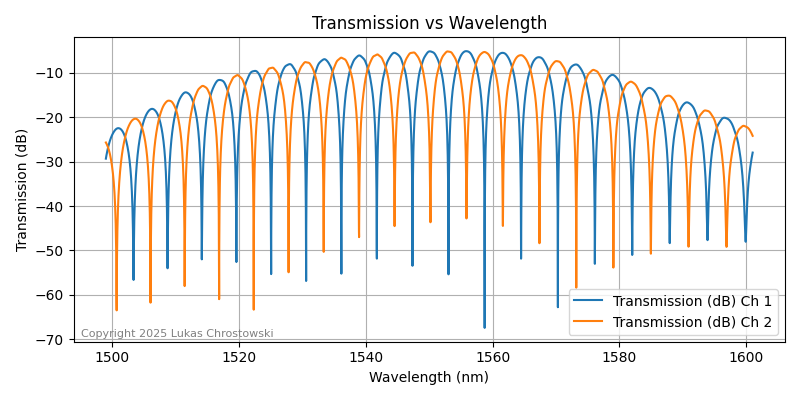 Transmission vs Wavelength
Transmission (dB)
−10
−20
−30
−40
−50
−60
−70
Transmission (dB) Ch 1
Transmission (dB) Ch 2
Copyright 2025 Lukas Chrostowski
1500 1520 1540 1560 1580 1600
Wavelength (nm)